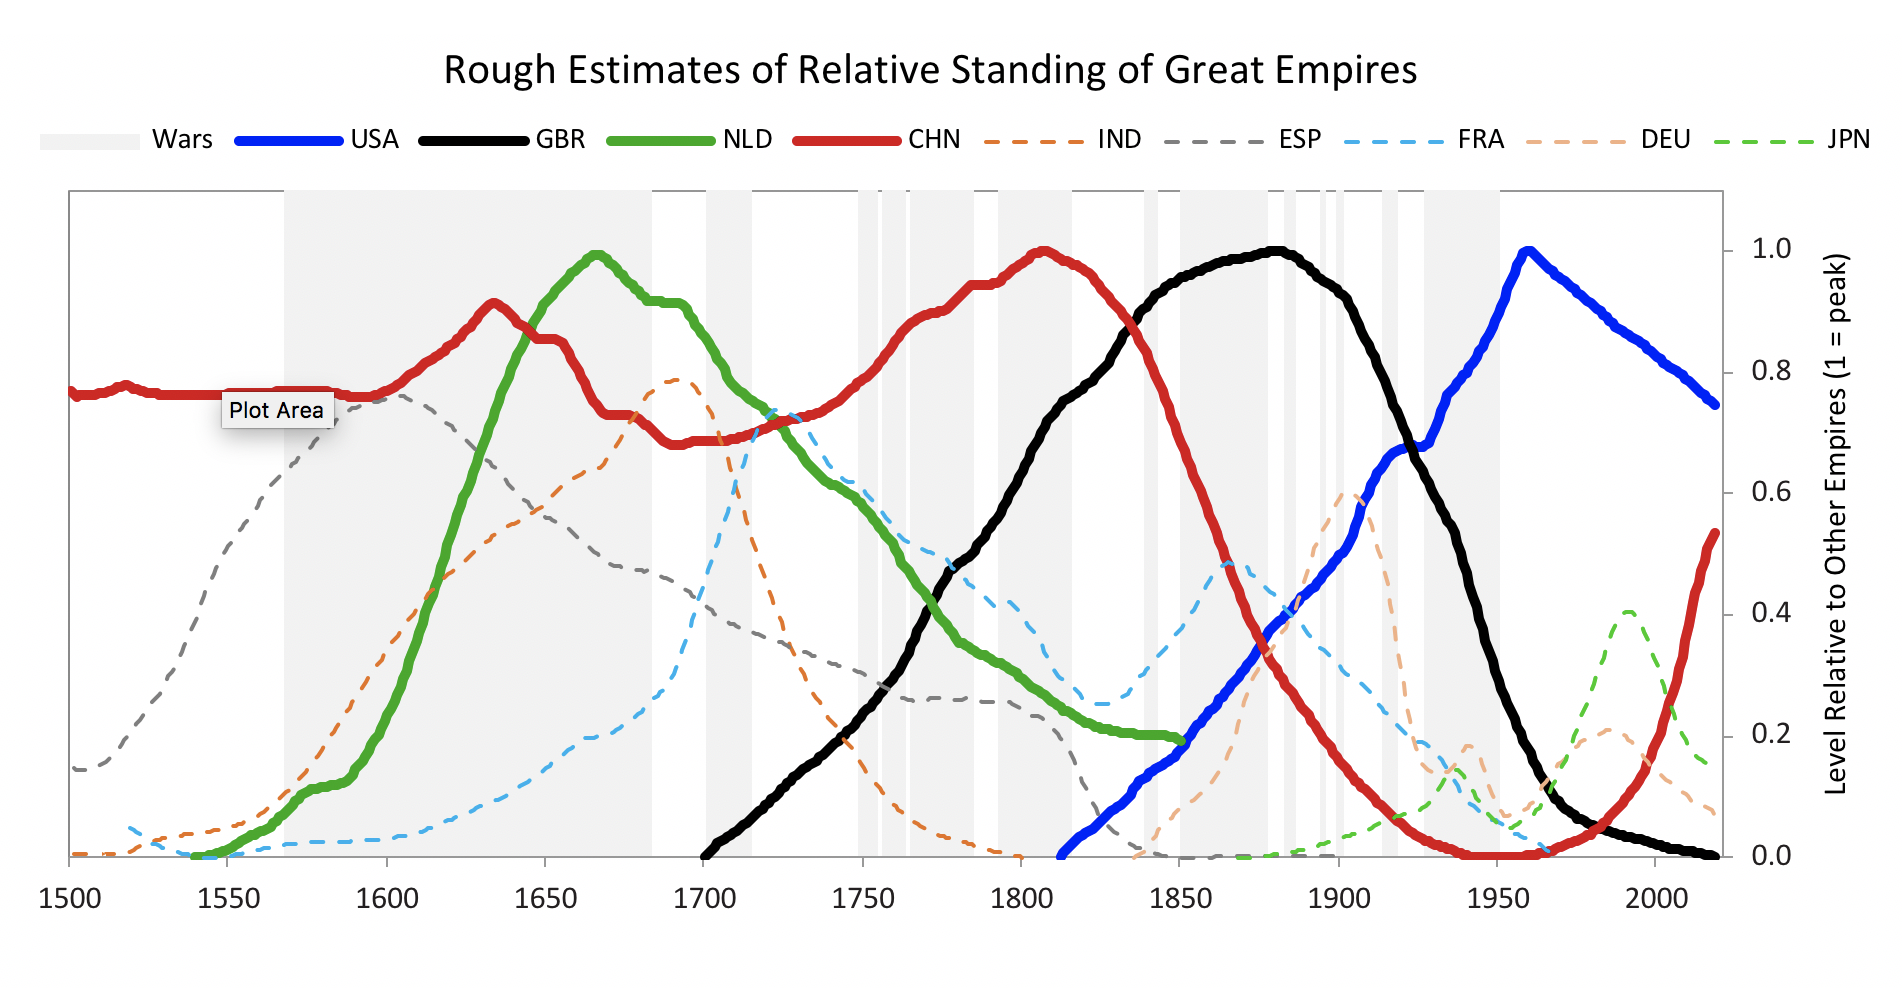 Rough Estimates of Relative Standing of Great Empires
Wars USA GBR NLD CHN IND ESP FRA DEU JPN
1.0
0.8
0.6
0.4
0.2
0.0
Level Relative to Other Empires (1 = peak)
Plot Area
1500 1550 1600 1650 1700 1750 1800 1850 1900 1950 2000